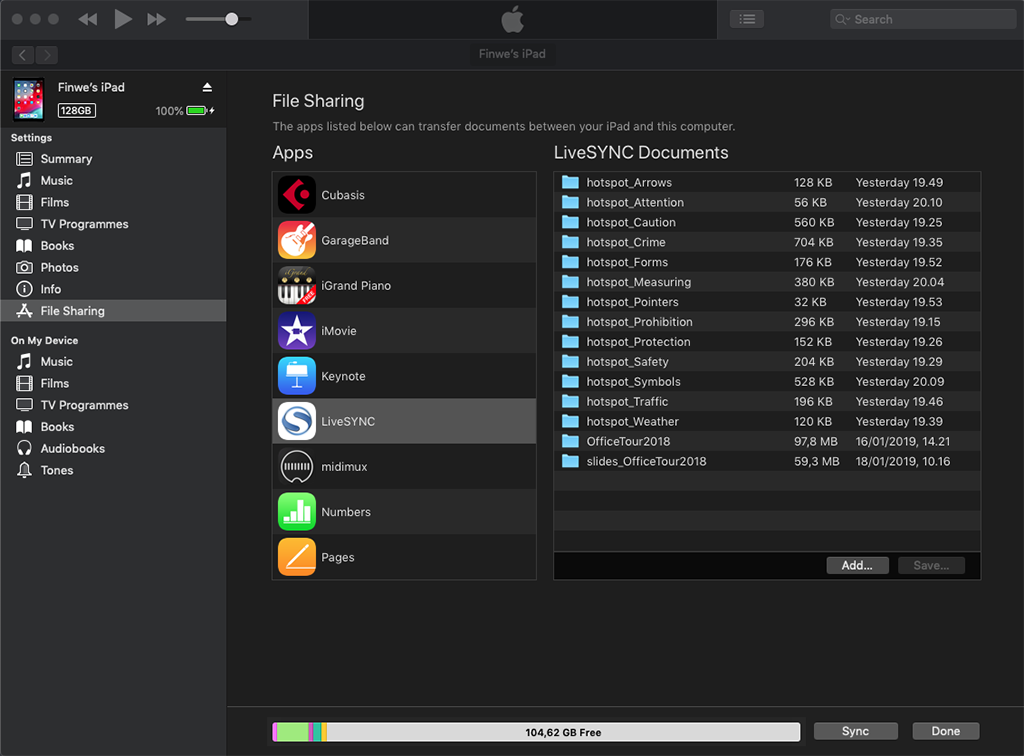 Search
Finwe's iPad
Finwe's iPad
128GB
100%
Settings
Summary
Music
Films
TV Programmes
Books
Photos
Info
File Sharing
On My Device
Music
Films
TV Programmes
Books
Audiobooks
Tones
File Sharing
The apps listed below can transfer documents between your iPad and this computer.
Apps
Cubasis
GarageBand
iGrand Piano
iMovie
Keynote
LiveSYNC
midimux
Numbers
Pages
LiveSYNC Documents
hotspot_Arrows 128 KB Yesterday 19.49
hotspot_Attention 56 KB Yesterday 20.10
hotspot_Caution 560 KB Yesterday 19.25
hotspot_Crime 704 KB Yesterday 19.35
hotspot_Forms 176 KB Yesterday 19.52
hotspot_Measuring 380 KB Yesterday 20.04
hotspot_Pointers 32 KB Yesterday 19.53
hotspot_Prohibition 296 KB Yesterday 19.15
hotspot_Protection 152 KB Yesterday 19.26
hotspot_Safety 204 KB Yesterday 19.29
hotspot_Symbols 528 KB Yesterday 20.09
hotspot_Traffic 196 KB Yesterday 19.46
hotspot_Weather 120 KB Yesterday 19.39
OfficeTour2018 97,8 MB 16/01/2019, 14.21
slides_OfficeTour2018 59,3 MB 18/01/2019, 10.16
Add... Save...
104,62 GB Free
Sync Done